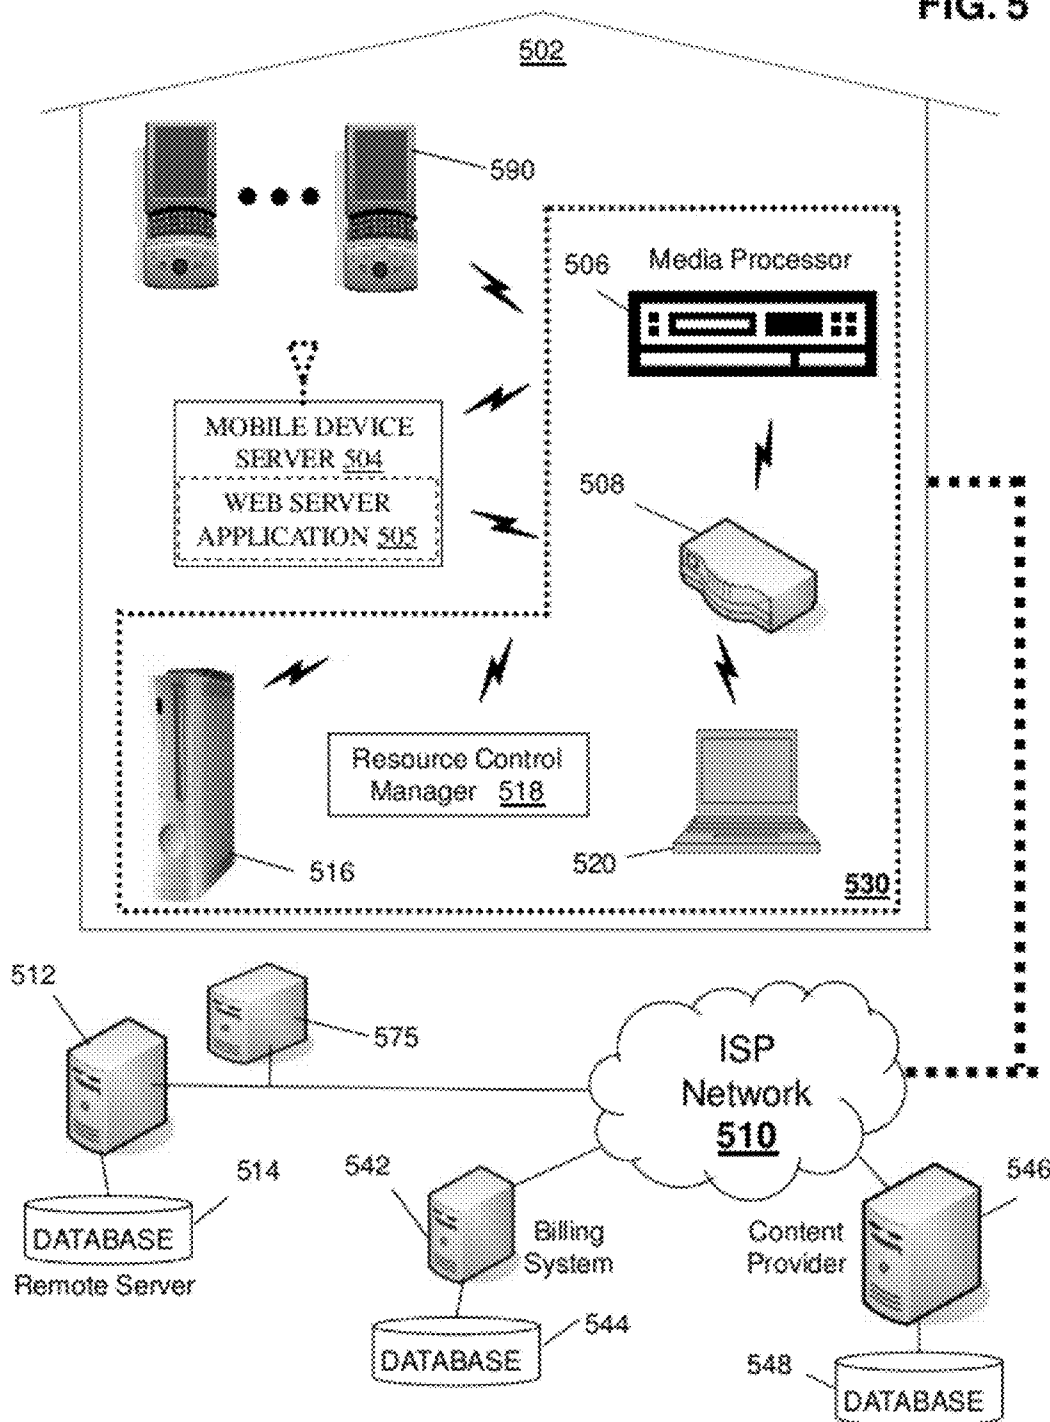 FIG. 5
502
590
506
Media Processor
MOBILE DEVICE
SERVER 504
WEB SERVER
APPLICATION 505
508
Resource Control
Manager 518
516
520
530
512
575
ISP
Network
510
514
DATABASE
Remote Server
542
Billing
System
544
DATABASE
546
Content
Provider
548
DATABASE